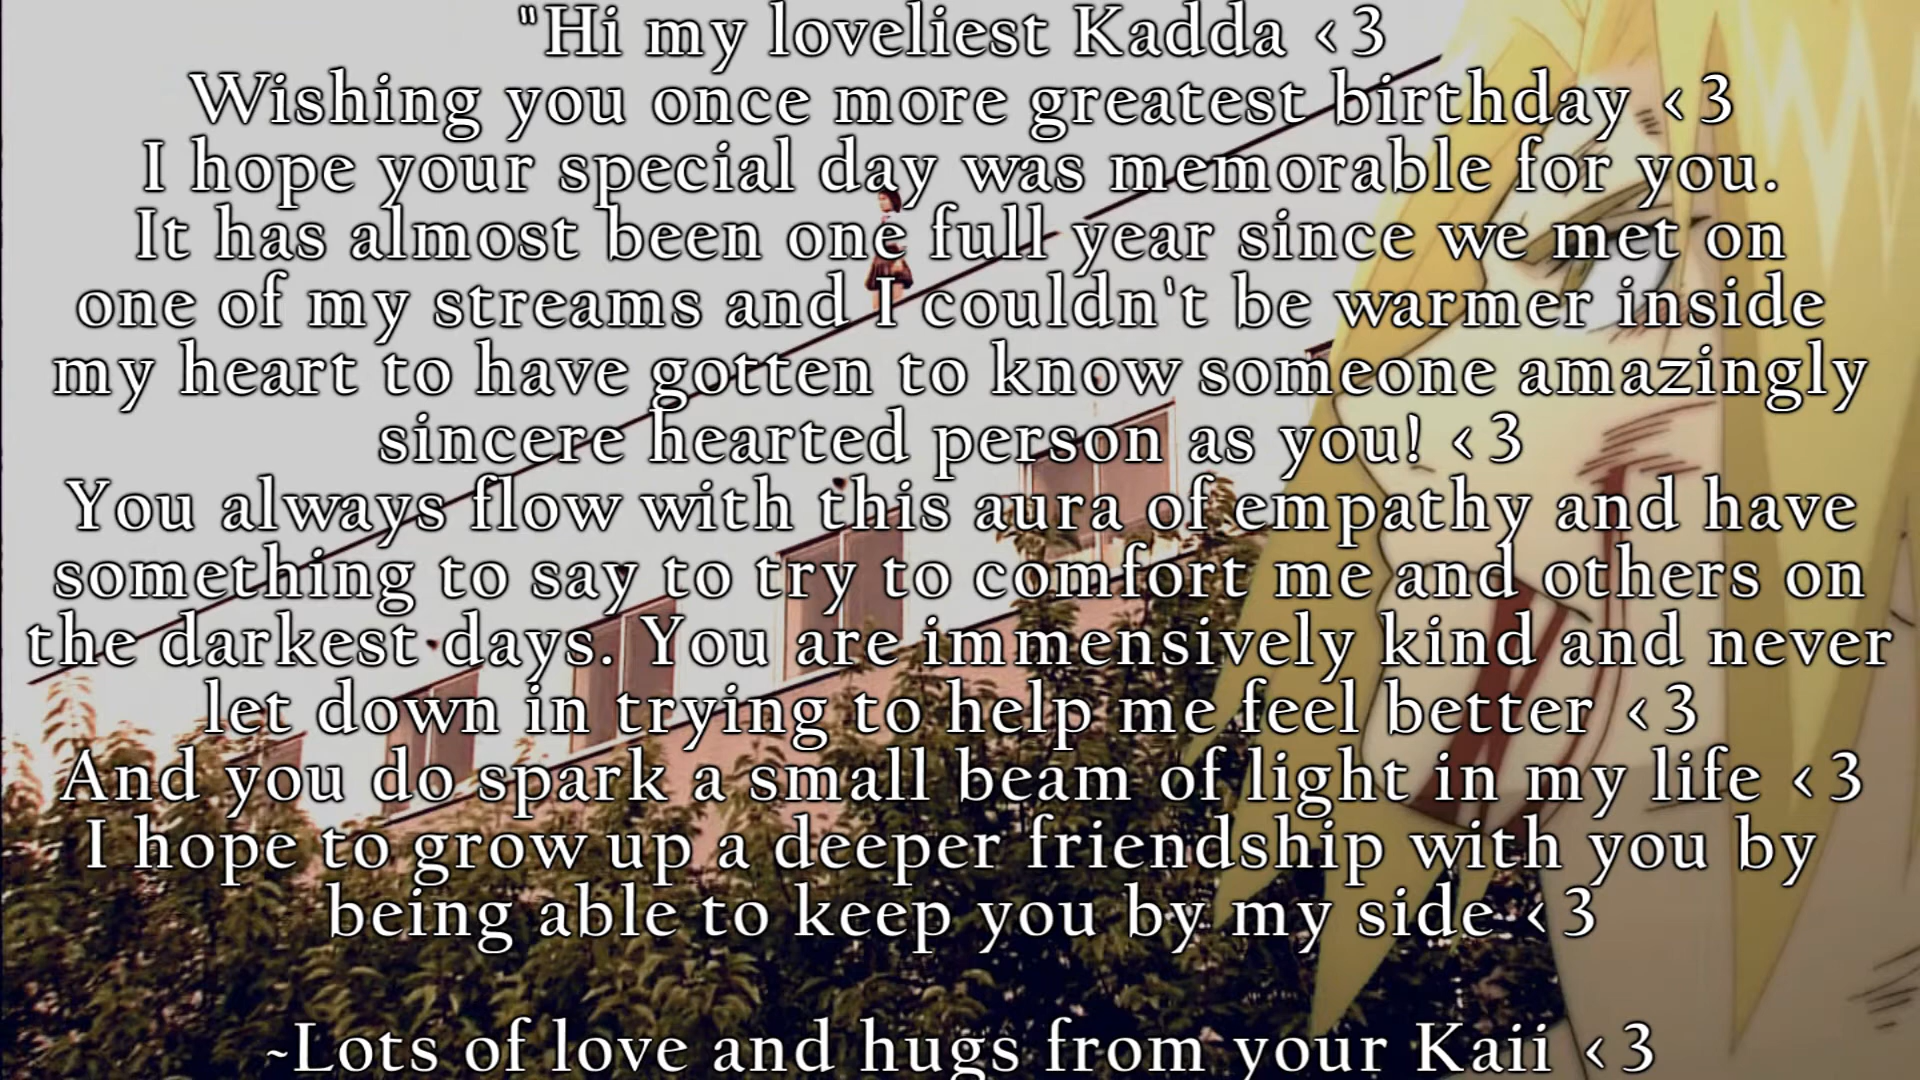 "Hi my loveliest Kadda <3
Wishing you once more greatest birthday <3
I hope your special day was memorable for you.
It has almost been one full year since we met on
one of my streams and I couldn't be warmer inside
my heart to have gotten to know someone amazingly
sincere hearted person as you! <3
You always flow with this aura of empathy and have
something to say to try to comfort me and others on
the darkest days. You are immensively kind and never
let down in trying to help me feel better <3
And you do spark a small beam of light in my life <3
I hope to grow up a deeper friendship with you by
being able to keep you by my side <3
~Lots of love and hugs from your Kaii <3